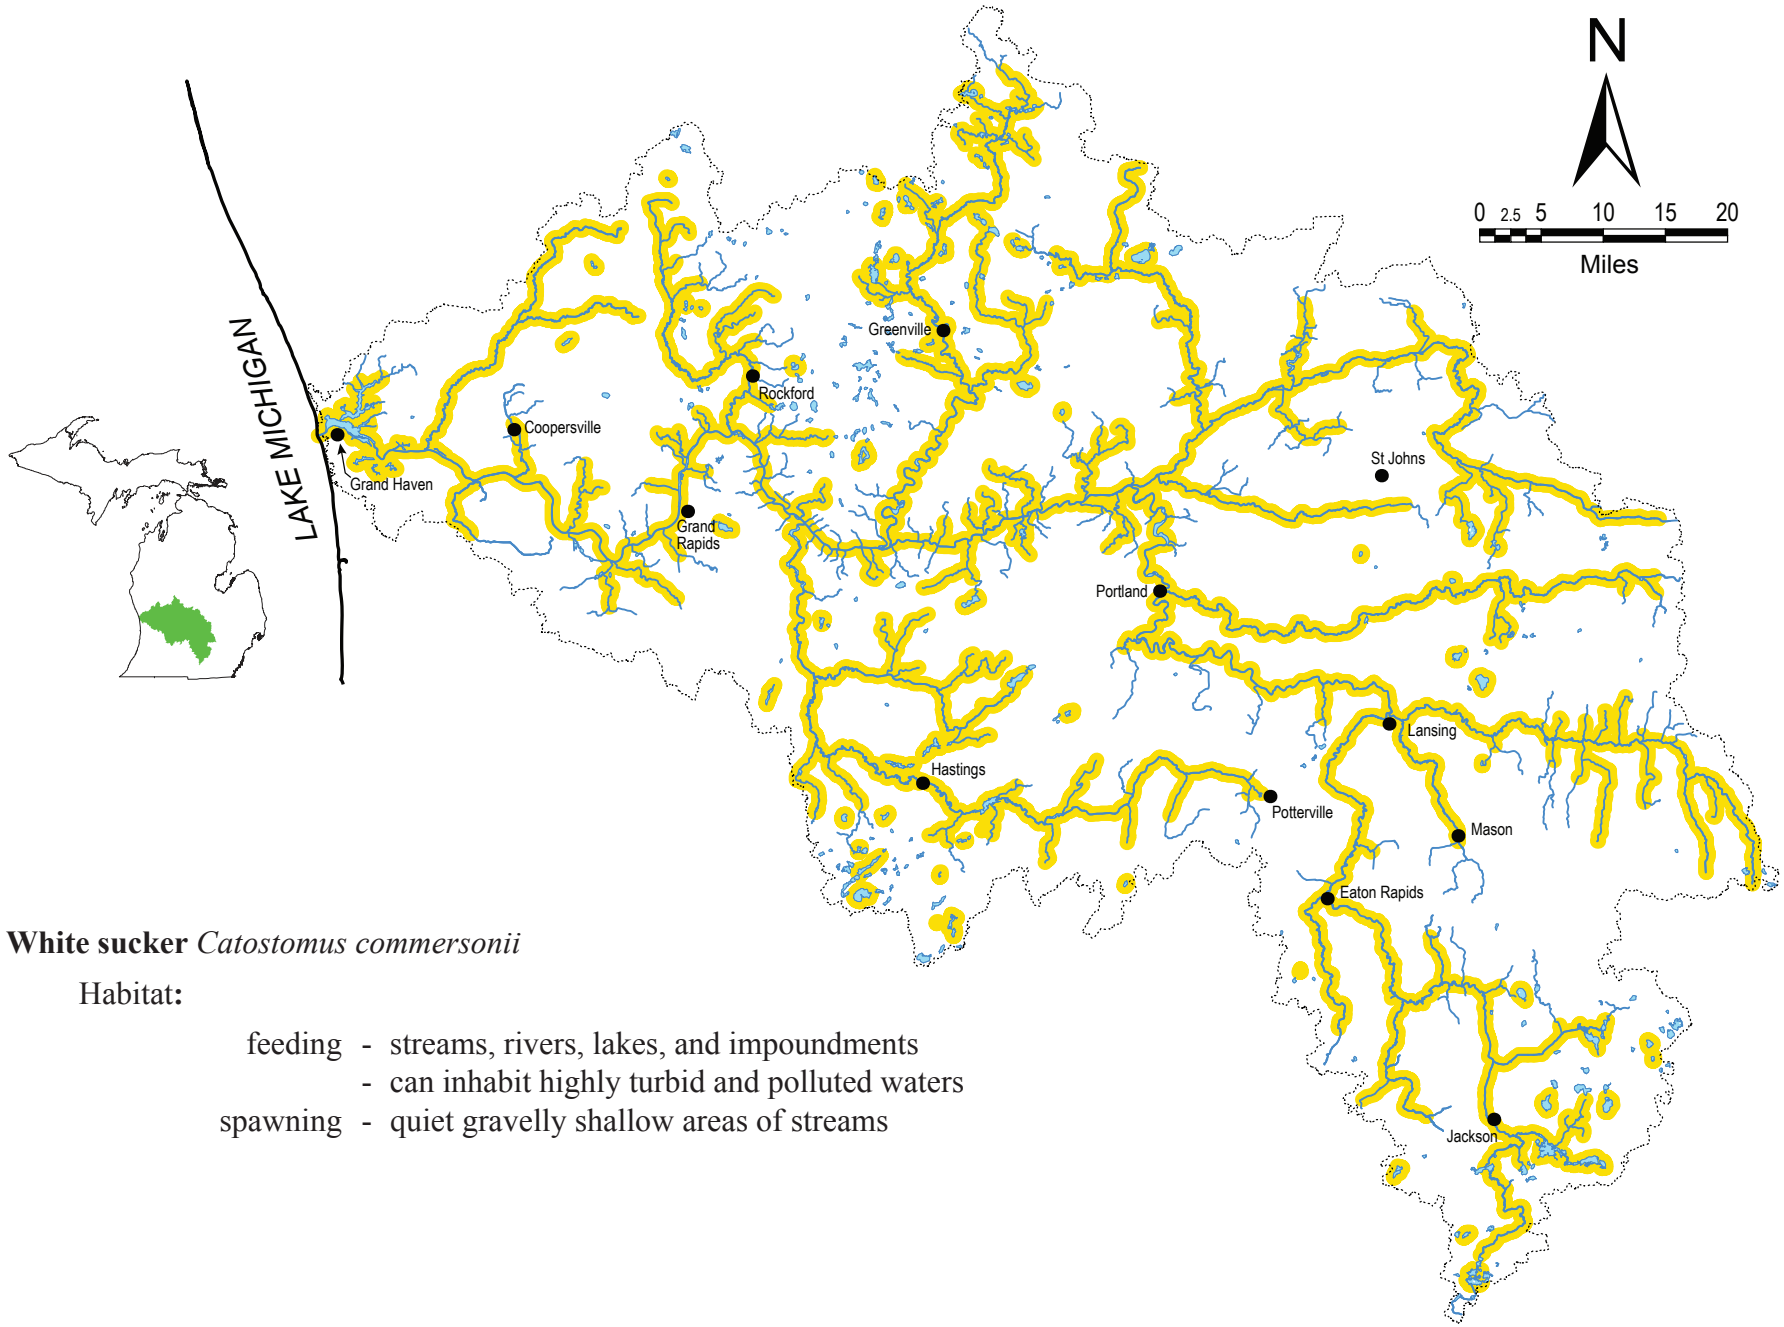 N
0 2.5 5 10 15 20
Miles
LAKE MICHIGAN
Greenville
Rockford
Coopersville
Grand Haven
St Johns
Grand
Rapids
Portland
Lansing
Hastings
Potterville
Mason
Eaton Rapids
Jackson
White sucker Catostomus commersonii
Habitat:
feeding - streams, rivers, lakes, and impoundments
- can inhabit highly turbid and polluted waters
spawning - quiet gravelly shallow areas of streams